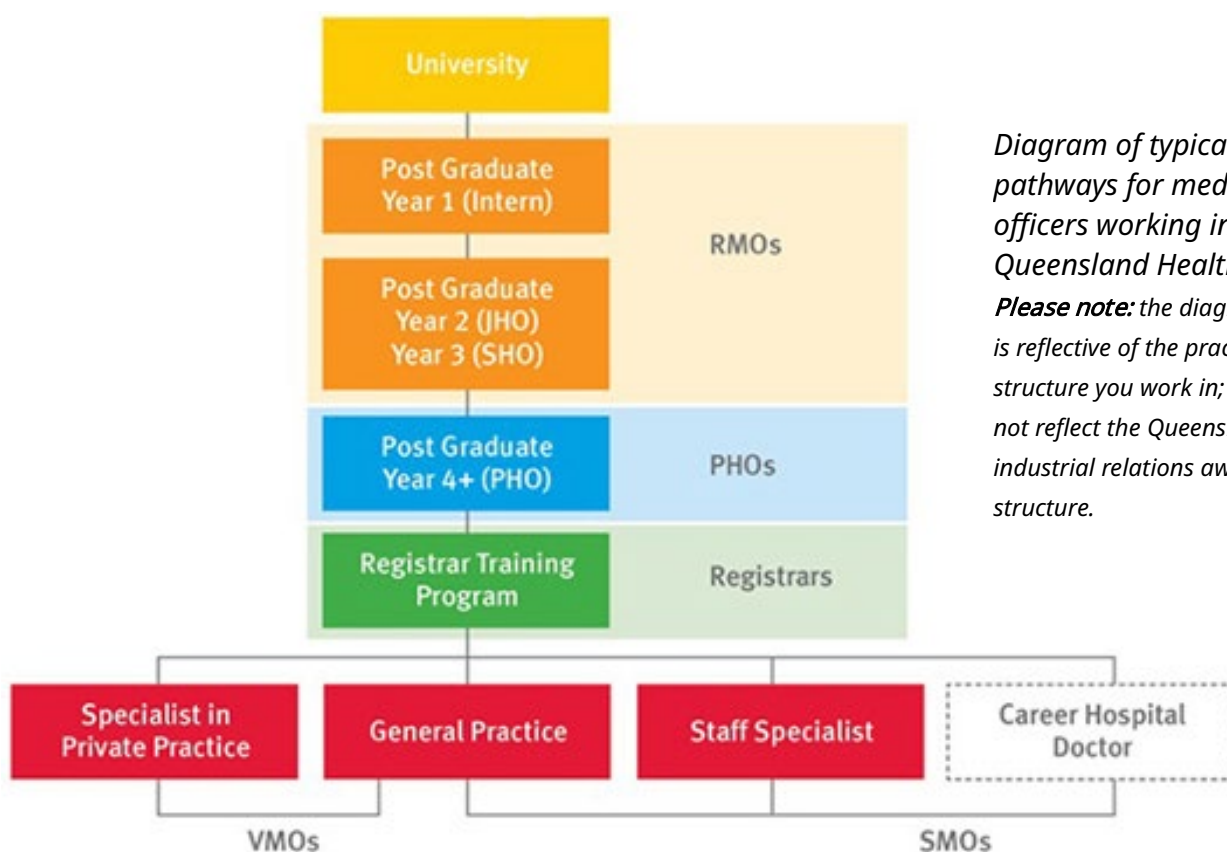 University
Post Graduate
Year 1 (Intern)
RMOs
Post Graduate
Year 2 (JHO)
Year 3 (SHO)
Post Graduate
Year 4+ (PHO)
PHOs
Registrar Training
Program
Registrars
Specialist in
Private Practice
General Practice
Staff Specialist
Career Hospital
Doctor
VMOs
SMOs
Diagram of typica
pathways for med
officers working in
Queensland Healt
Please note: the diag
is reflective of the prac
structure you work in;
not reflect the Queens
industrial relations aw
structure.